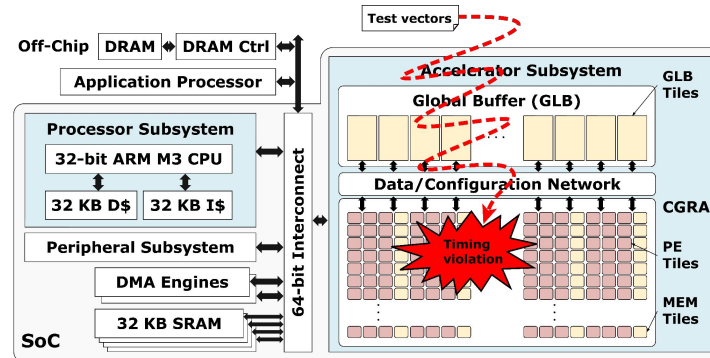 Test vectors
Off-Chip
DRAM
DRAM Ctrl
Application Processor
Accelerator Subsystem
Global Buffer (GLB)
GLB
Tiles
...
Processor Subsystem
32-bit ARM M3 CPU
32 KB D$
32 KB I$
64-bit Interconnect
Data/Configuration Network
CGRA
Peripheral Subsystem
Timing
violation
PE
Tiles
DMA Engines
32 KB SRAM
MEM
Tiles
SoC